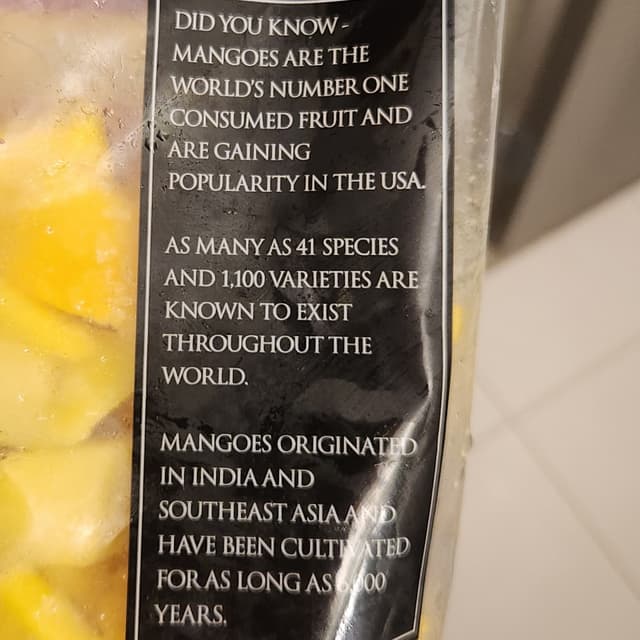 DID YOU KNOW -
MANGOES ARE THE
WORLD'S NUMBER ONE
CONSUMED FRUIT AND
ARE GAINING
POPULARITY IN THE USA.
AS MANY AS 41 SPECIES
AND 1,100 VARIETIES ARE
KNOWN TO EXIST
THROUGHOUT THE
WORLD.
MANGOES ORIGINATED
IN INDIA AND
SOUTHEAST ASIA AND
HAVE BEEN CULTIVATED
FOR AS LONG AS
YEARS.